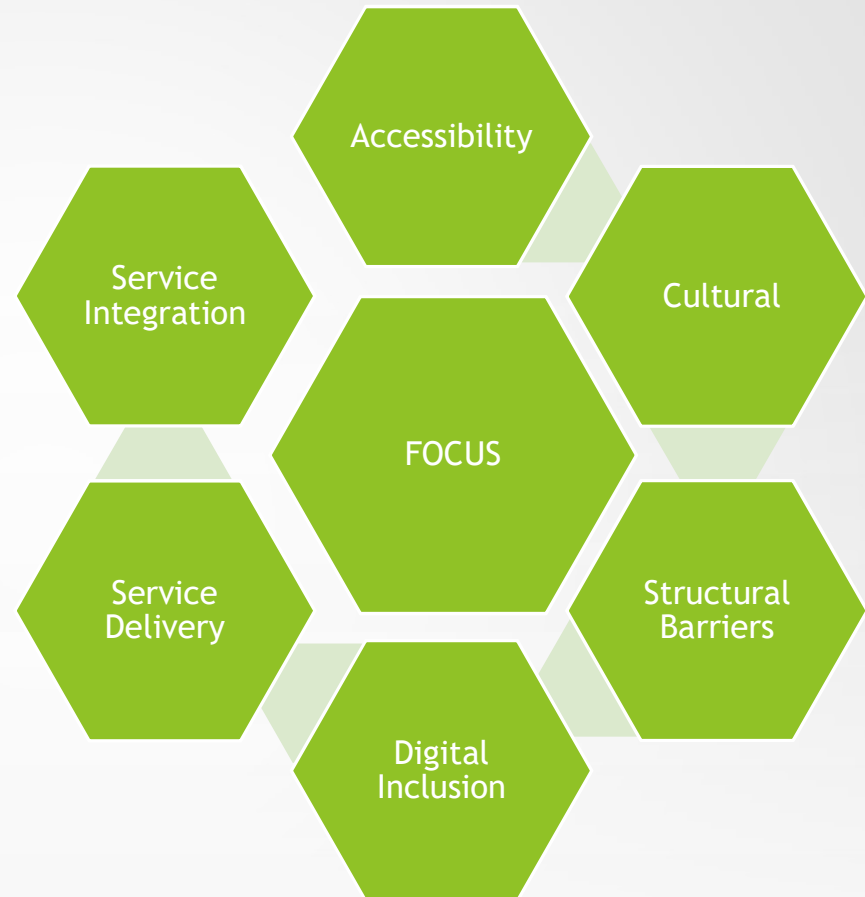 Accessibility
Cultural
Structural
Barriers
Digital
Inclusion
Service
Delivery
Service
Integration
FOCUS